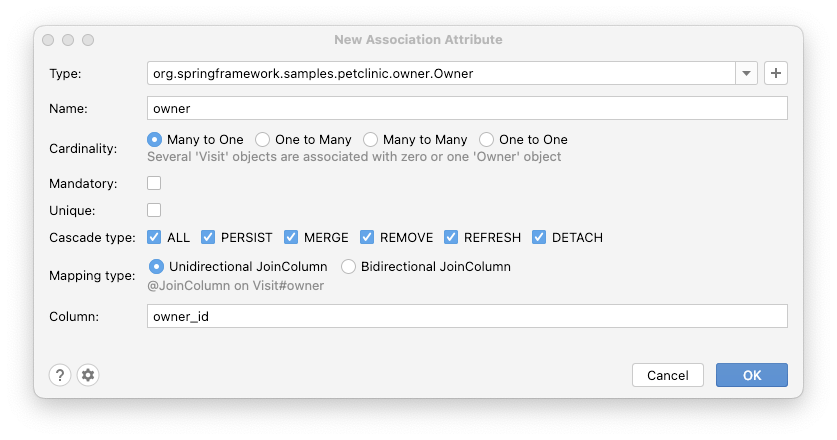 New Association Attribute
Type: org.springframework.samples.petclinic.owner.Owner +
Name: owner
Cardinality: Many to One One to Many Many to Many One to One
Several 'Visit' objects are associated with zero or one 'Owner' object
Mandatory:
Unique:
Cascade type: ALL PERSIST MERGE REMOVE REFRESH DETACH
Mapping type: Unidirectional JoinColumn Bidirectional JoinColumn
@JoinColumn on Visit#owner
Column: owner_id
? Cancel OK